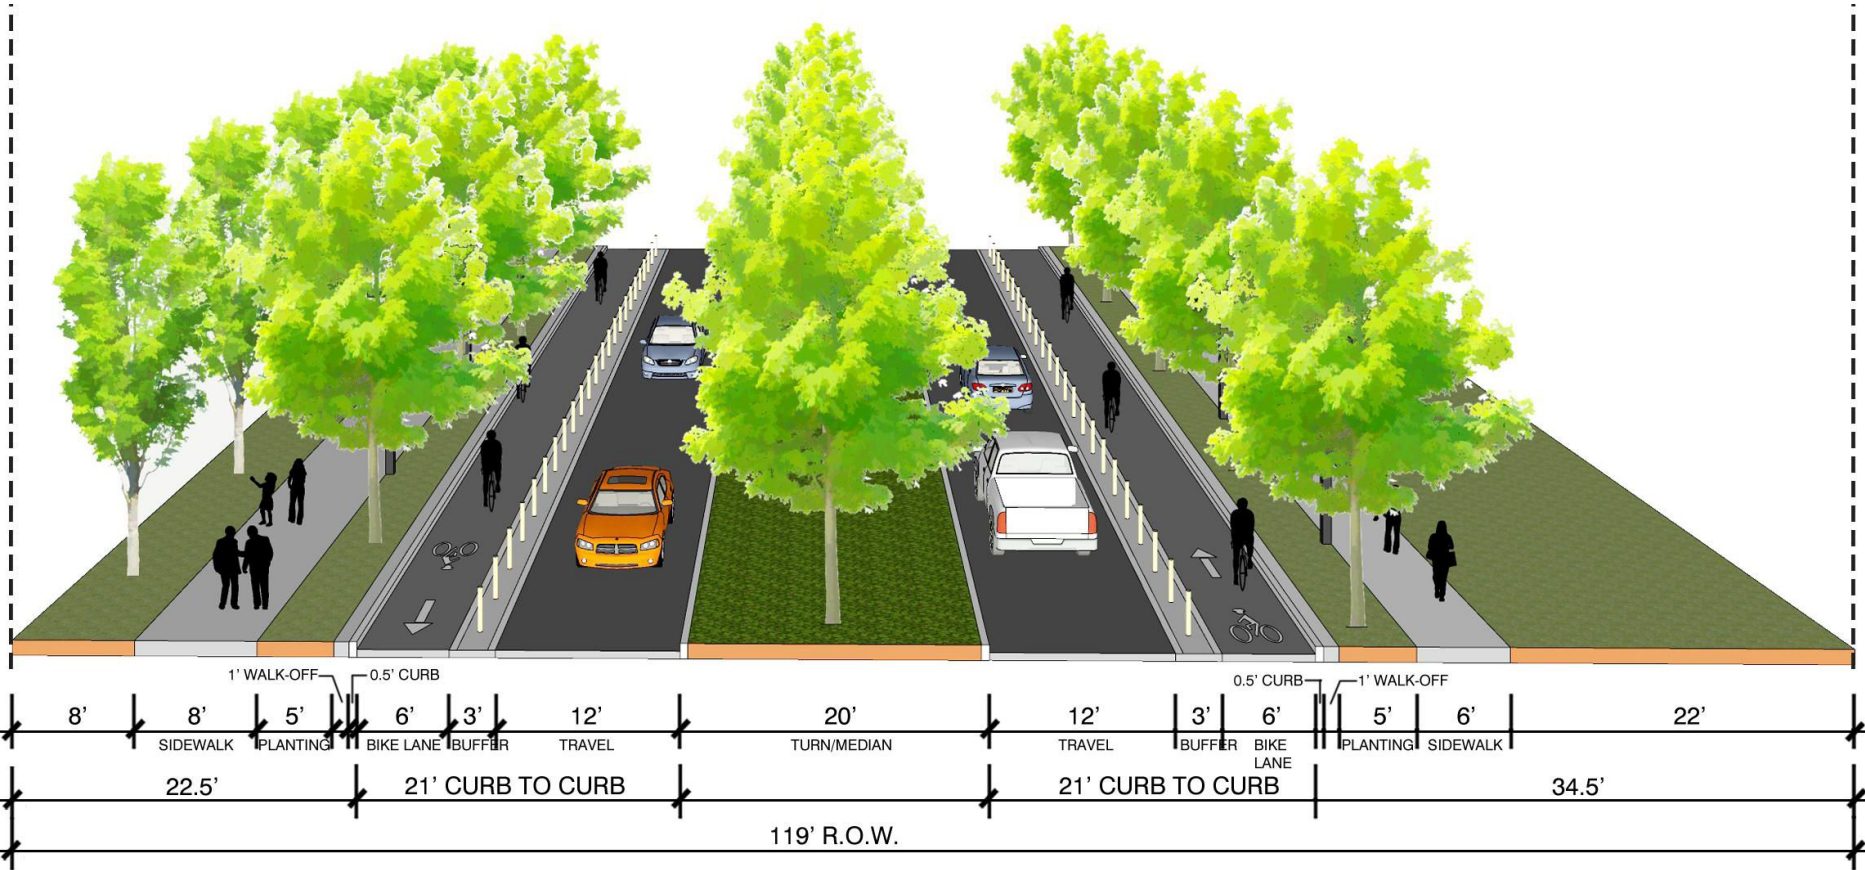 1’ WALK-OFF 0.5’ CURB 0.5’ CURB 1’ WALK-OFF
8’ 8’ 5’ 6’ 3’ 12’ 20’ 12’ 3’ 6’ 5’ 6’ 22’
SIDEWALK PLANTING BIKE LANE BUFFER TRAVEL TURN/MEDIAN TRAVEL BUFFER BIKE PLANTING SIDEWALK
LANE
22.5’ 21’ CURB TO CURB 21’ CURB TO CURB 34.5’
119’ R.O.W.